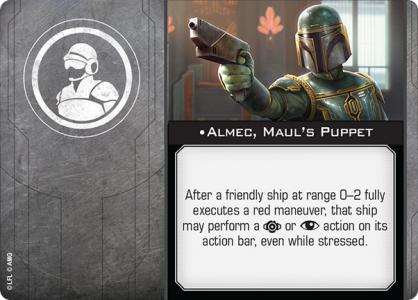 •Almec, Maul's Puppet
After a friendly ship at range 0–2 fully
executes a red maneuver, that ship
may perform a or action on its
action bar, even while stressed.
© LFL © AMG